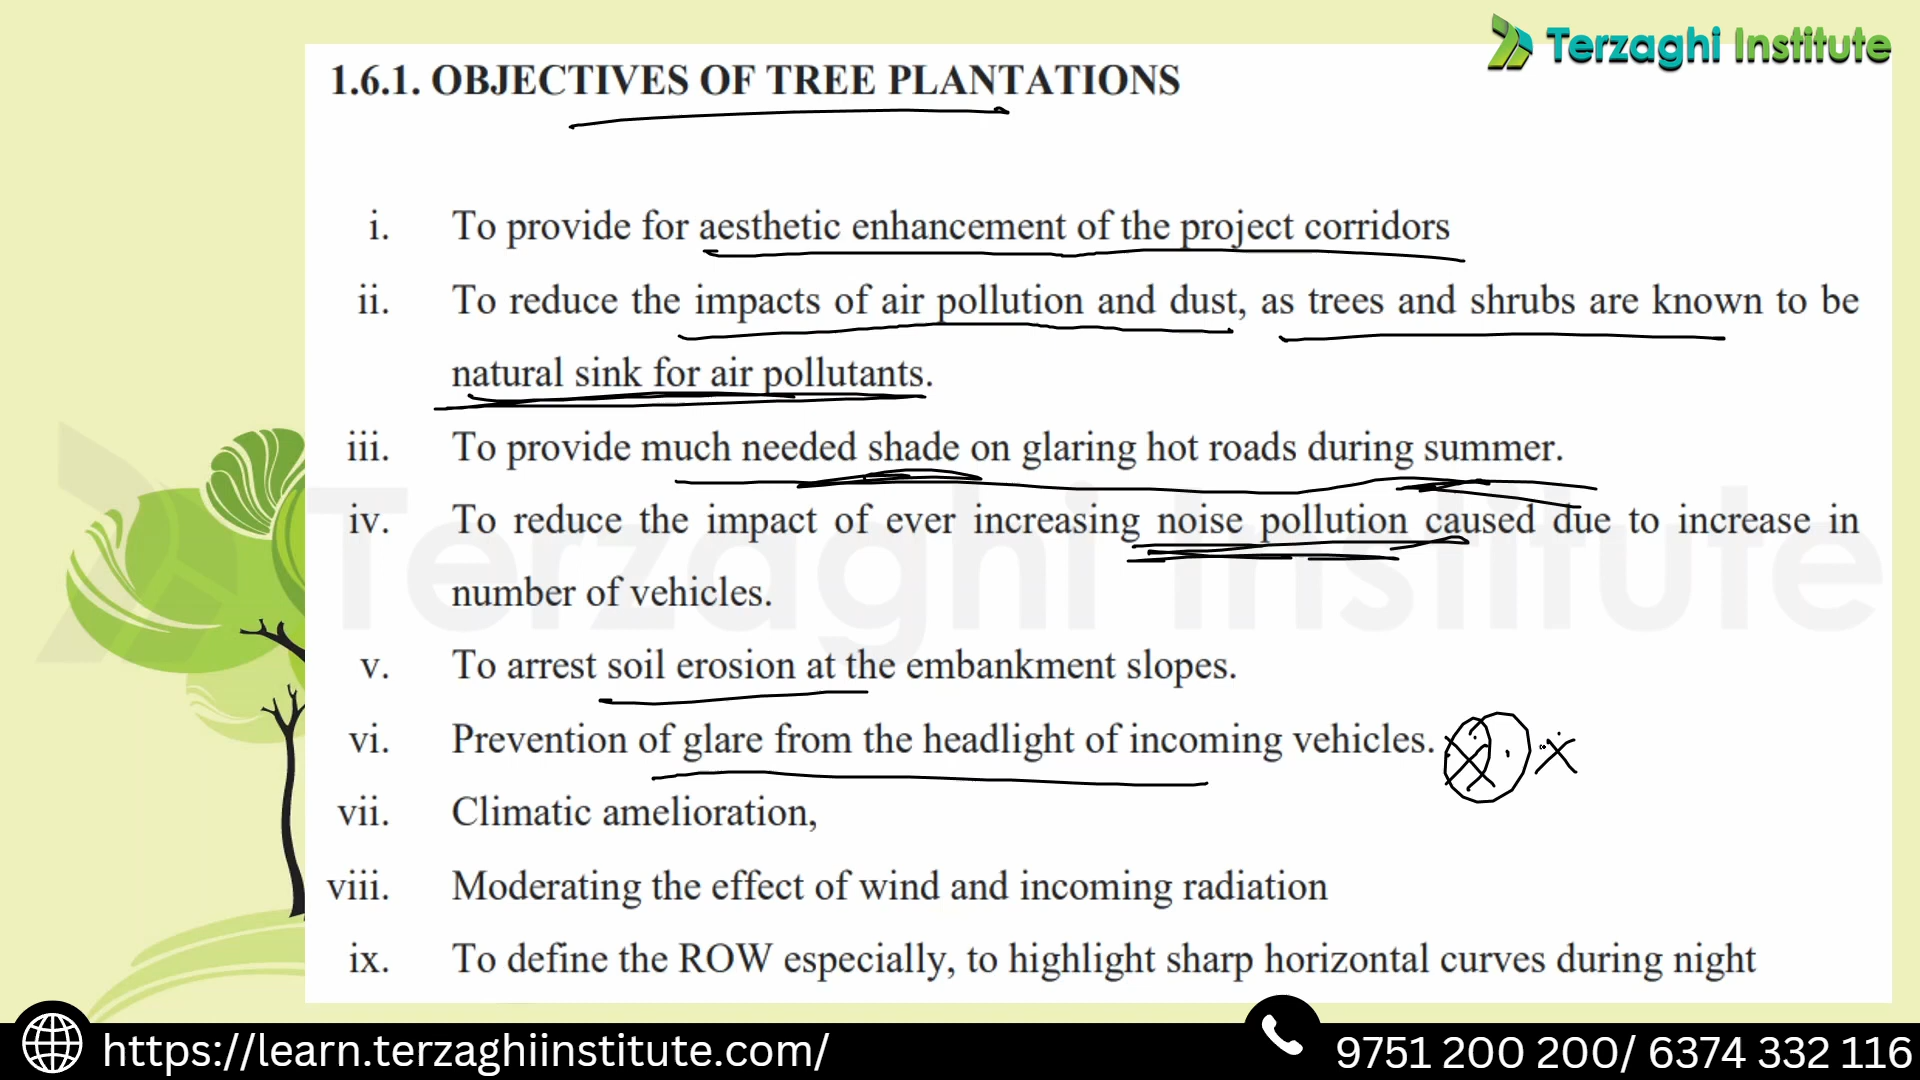 Terzaghi Institute
1.6.1. OBJECTIVES OF TREE PLANTATIONS
i. To provide for aesthetic enhancement of the project corridors
ii. To reduce the impacts of air pollution and dust, as trees and shrubs are known to be
natural sink for air pollutants.
iii. To provide much needed shade on glaring hot roads during summer.
iv. To reduce the impact of ever increasing noise pollution caused due to increase in
number of vehicles.
Terzaghi Institute
v. To arrest soil erosion at the embankment slopes.
vi. Prevention of glare from the headlight of incoming vehicles.
vii. Climatic amelioration,
viii. Moderating the effect of wind and incoming radiation
ix. To define the ROW especially, to highlight sharp horizontal curves during night
https://learn.terzaghiinstitute.com/
9751 200 200/ 6374 332 116